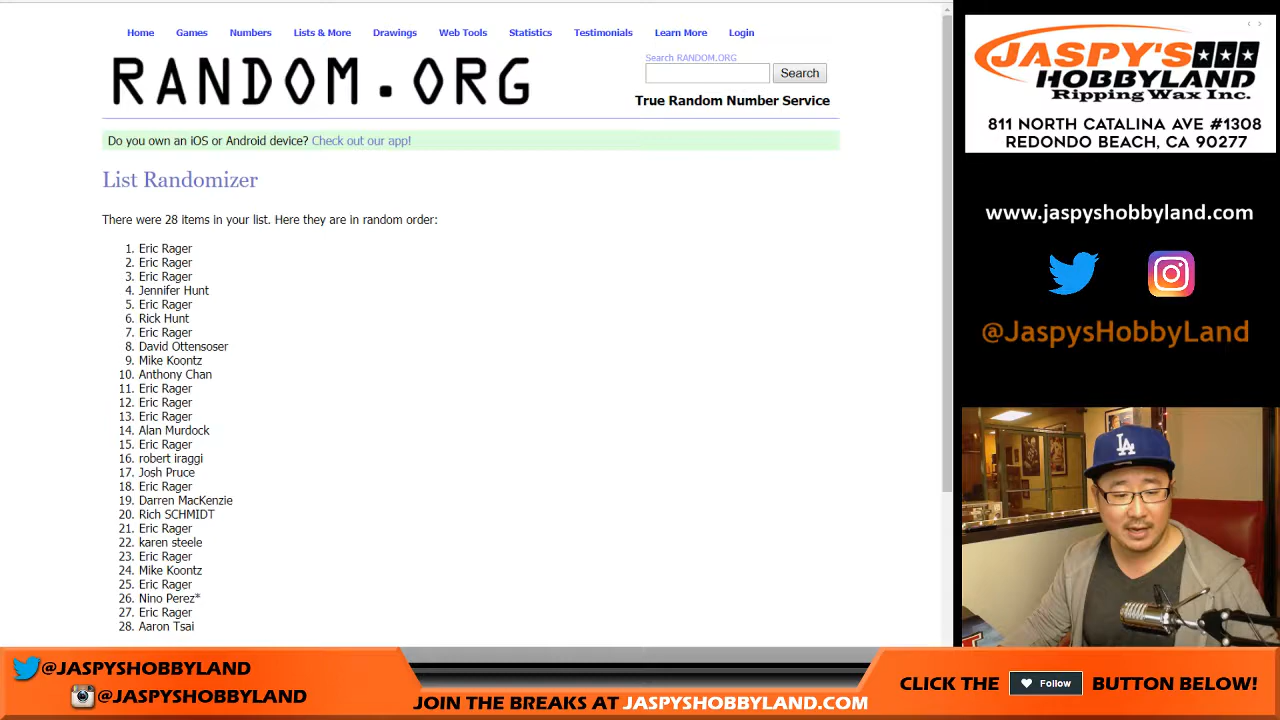 Home Games Numbers Lists & More Drawings Web Tools Statistics Testimonials Learn More Login
RANDOM.ORG
Search RANDOM.ORG
Search
True Random Number Service
Do you own an iOS or Android device? Check out our app!
List Randomizer
There were 28 items in your list. Here they are in random order:
1. Eric Rager
2. Eric Rager
3. Eric Rager
4. Jennifer Hunt
5. Eric Rager
6. Rick Hunt
7. Eric Rager
8. David Ottensoser
9. Mike Koontz
10. Anthony Chan
11. Eric Rager
12. Eric Rager
13. Eric Rager
14. Alan Murdock
15. Eric Rager
16. robert iraggi
17. Josh Pruce
18. Eric Rager
19. Darren MacKenzie
20. Rich SCHMIDT
21. Eric Rager
22. karen steele
23. Eric Rager
24. Mike Koontz
25. Eric Rager
26. Nino Perez*
27. Eric Rager
28. Aaron Tsai
JASPY'S
HOBBYLAND
Ripping Wax Inc.
811 NORTH CATALINA AVE #1308
REDONDO BEACH, CA 90277
www.jaspyshobbyland.com
@JaspysHobbyLand
LA
@JASPYSHOBBYLAND
@JASPYSHOBBYLAND
JOIN THE BREAKS AT JASPYSHOBBYLAND.COM
CLICK THE Follow BUTTON BELOW!